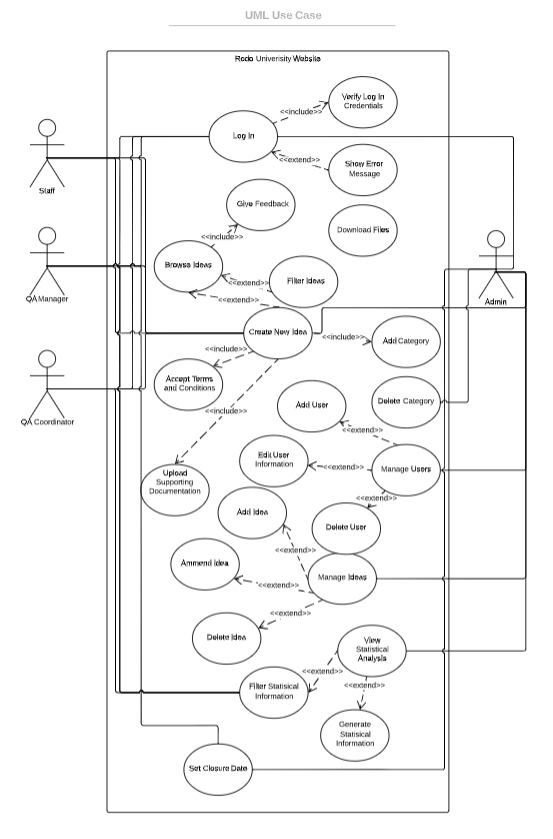 UML Use Case
Rodo Univerisity Website
Verify Log In
Credentials
<<include>>
Log In
<<extend>>
Show Error
Message
Staff
Give Feedback
Download Files
<<include>>
Browse Ideas
<<extend>>
Filter Ideas
<<extend>>
QA Manager
Admin
Create New Idea
<<include>>
Add Category
<<include>>
Accept Terms
and Conditions
Delete Category
Add User
<<include>>
QA Coordinator
<<extend>>
Edit User
Information
<<extend>>
Manage Users
Upload
Supporting
Documentation
<<extend>>
Add Idea
Delete User
<<extend>>
Ammend Idea
Manage Ideas
<<extend>>
<<extend>>
Delete Idea
View
Statistical
Analysis
<<extend>>
<<extend>>
Filter Statisical
Information
Generate
Statisical
Information
Set Closure Date